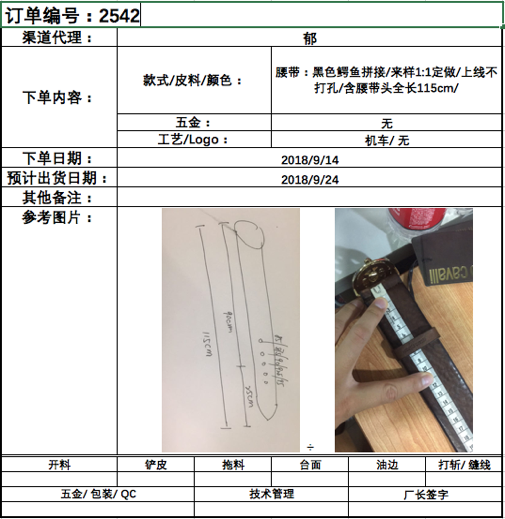 订单编号：2542
渠道代理： 郁
下单内容： 款式/皮料/颜色： 腰带：黑色鳄鱼拼接/来样1:1定做/上线不
打孔/含腰带头全长115cm/
五金： 无
工艺/Logo： 机车/ 无
下单日期： 2018/9/14
预计出货日期： 2018/9/24
其他备注：
参考图片：
115cm
90cm
25cm
cavalli
÷
开料 铲皮 拖料 台面 油边 打斩/ 缝线
五金/ 包装/ QC 技术管理 厂长签字